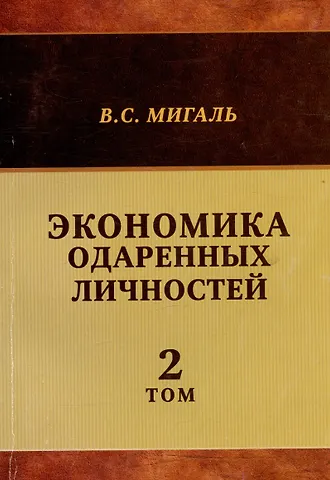 В.С. МИГАЛЬ
ЭКОНОМИКА
ОДАРЕННЫХ
ЛИЧНОСТЕЙ
2
ТОМ